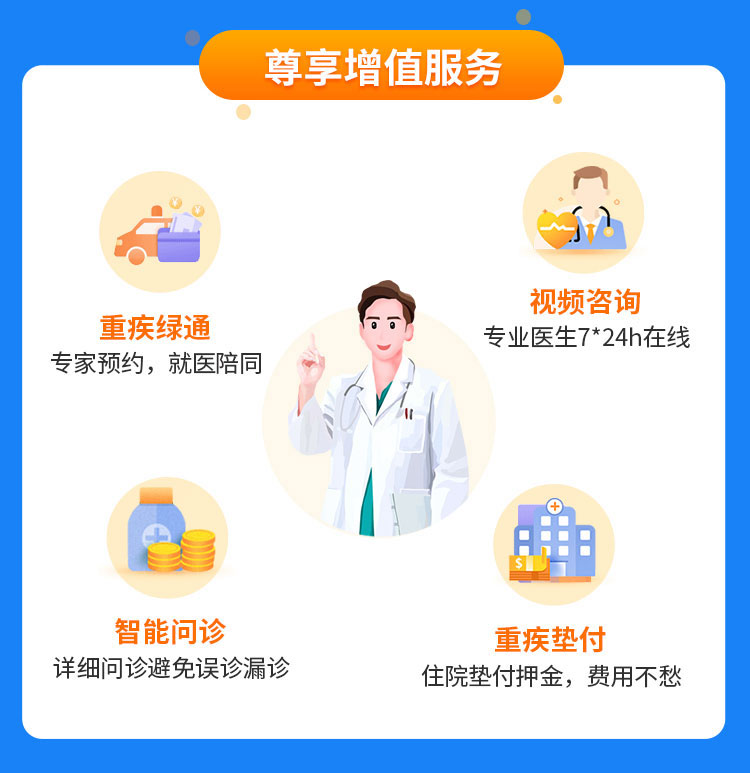 尊享增值服务
重疾绿通
专家预约，就医陪同
视频咨询
专业医生7*24h在线
智能问诊
详细问诊避免误诊漏诊
重疾垫付
住院垫付押金，费用不愁